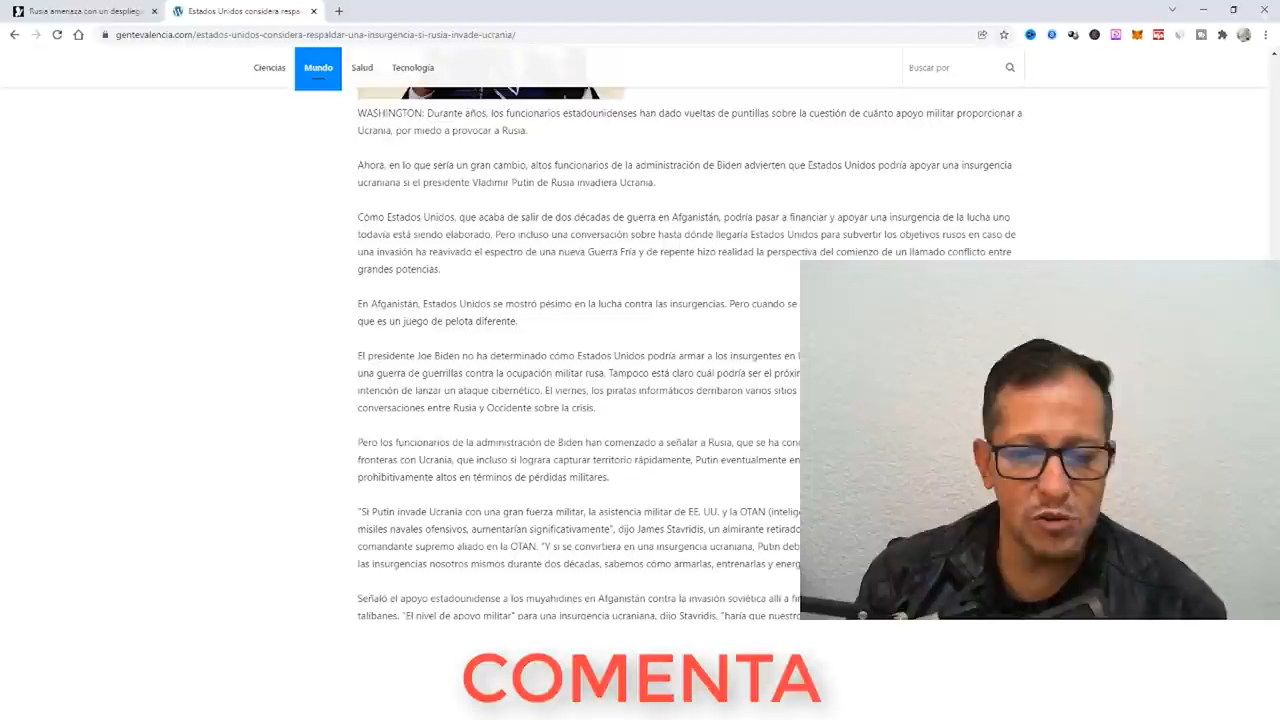 Rusia amenaza con un desplieg
Estados Unidos considera respa
gentevalencia.com/estados-unidos-considera-respaldar-una-insurgencia-si-rusia-invade-ucrania/
Ciencias Mundo Salud Tecnología Buscar por
WASHINGTON: Durante años, los funcionarios estadounidenses han dado vueltas de puntillas sobre la cuestión de cuánto apoyo militar proporcionar a
Ucrania, por miedo a provocar a Rusia.
Ahora, en lo que sería un gran cambio, altos funcionarios de la administración de Biden advierten que Estados Unidos podría apoyar una insurgencia
ucraniana si el presidente Vladimir Putin de Rusia invadiera Ucrania.
Cómo Estados Unidos, que acaba de salir de dos décadas de guerra en Afganistán, podría pasar a financiar y apoyar una insurgencia de la lucha uno
todavía está siendo elaborado. Pero incluso una conversación sobre hasta dónde llegaría Estados Unidos para subvertir los objetivos rusos en caso de
una invasión ha reavivado el espectro de una nueva Guerra Fría y de repente hizo realidad la perspectiva del comienzo de un llamado conflicto entre
grandes potencias.
En Afganistán, Estados Unidos se mostró pésimo en la lucha contra las insurgencias. Pero cuando se
que es un juego de pelota diferente.
El presidente Joe Biden no ha determinado cómo Estados Unidos podría armar a los insurgentes en l
una guerra de guerrillas contra la ocupación militar rusa. Tampoco está claro cuál podría ser el próxim
intención de lanzar un ataque cibernético. El viernes, los piratas informáticos derribaron varios sitios
conversaciones entre Rusia y Occidente sobre la crisis.
Pero los funcionarios de la administración de Biden han comenzado a señalar a Rusia, que se ha conc
fronteras con Ucrania, que incluso si lograra capturar territorio rápidamente, Putin eventualmente en
prohibitivamente altos en términos de pérdidas militares.
"Si Putin invade Ucrania con una gran fuerza militar, la asistencia militar de EE. UU. y la OTAN (intelig
misiles navales ofensivos, aumentarían significativamente", dijo James Stavridis, un almirante retirado
comandante supremo aliado en la OTAN. "Y si se convirtiera en una insurgencia ucraniana, Putin deb
las insurgencias nosotros mismos durante dos décadas, sabemos cómo armarlas, entrenarlas y energ
Señaló el apoyo estadounidense a los muyahidines en Afganistán contra la invasión soviética allí a fi
talibanes. "El nivel de apoyo militar" para una insurgencia ucraniana, dijo Stavridis, "haría que nuestro
COMENTA